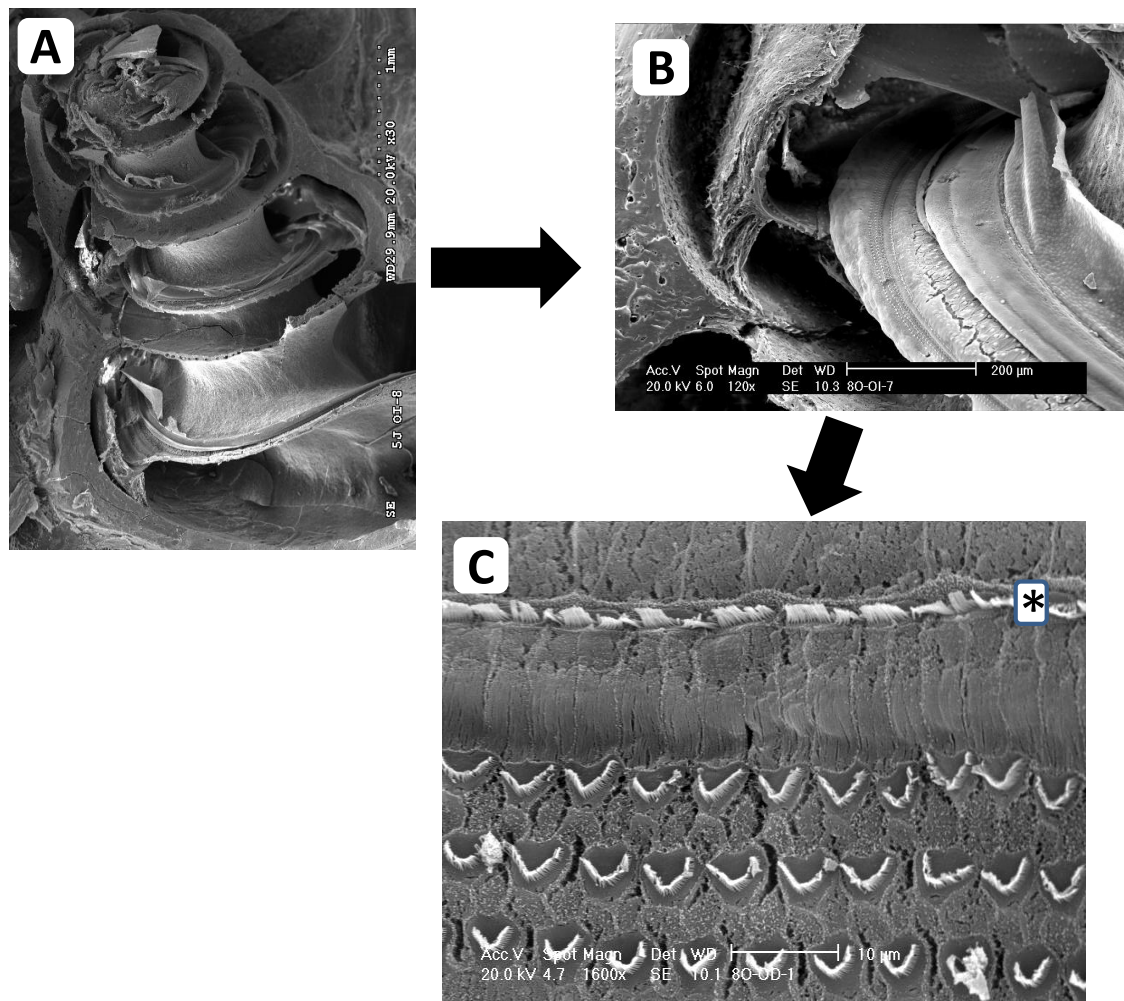 A
SE 5J OI-8 WD29.9mm 20.0kV x30 1mm
B
Acc.V Spot Magn Det WD 200 µm
20.0 kV 6.0 120x SE 10.3 8O-OI-7
C
*
Acc.V Spot Magn Det WD 10 µm
20.0 kV 4.7 1600x SE 10.1 8O-OD-1